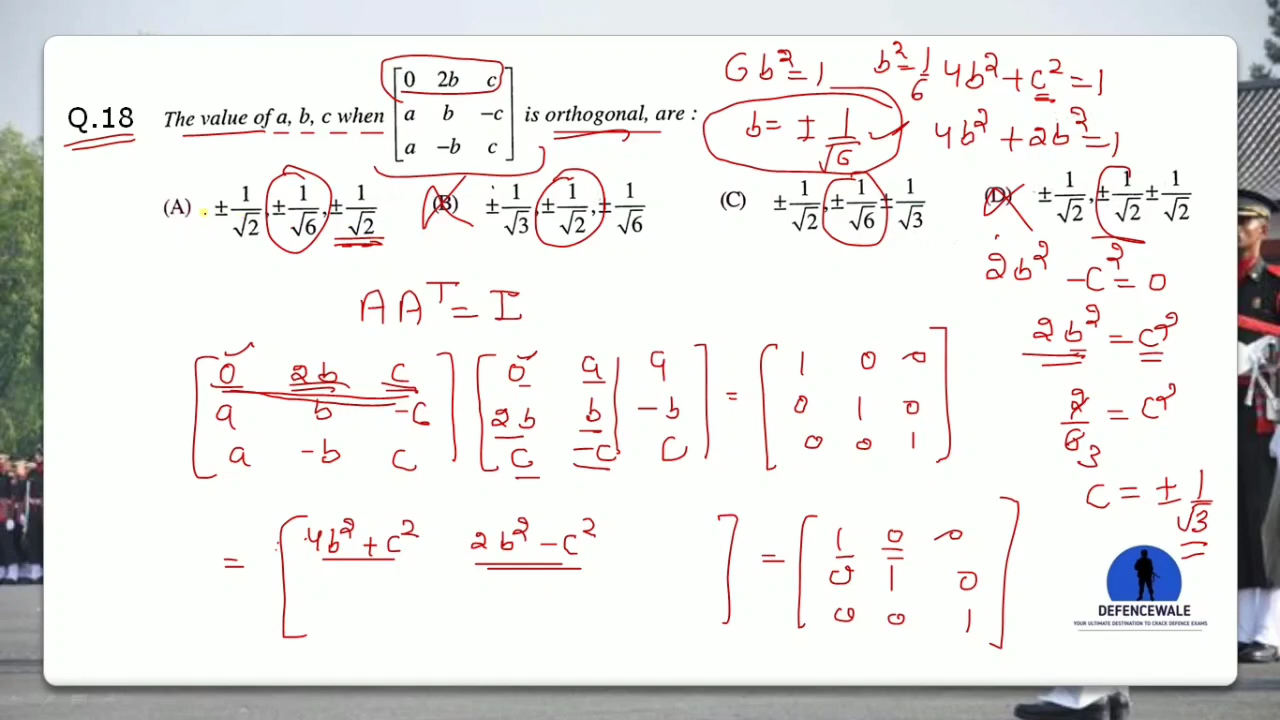 Q.18 The value of a, b, c when [0 2b c
a b −c
a −b c] is orthogonal, are :
(A) ± 1/√2, ± 1/√6, ± 1/√2 (B) ± 1/√3, ± 1/√2, ± 1/√6 (C) ± 1/√2, ± 1/√6 ± 1/√3 (D) ± 1/√2, ± 1/√2 ± 1/√2
6b² = 1
b² = 1/6
b = ± 1/√6
4b² + c² = 1
4b² + 2b² = 1
2b² − c² = 0
2b² = c²
2/6 3 = c²
c = ± 1/√3
AAᵀ = I
[0 2b c] [0 a a] = [1 0 0]
[a b −c] [2b b −b] [0 1 0]
[a −b c] [c −c c] [0 0 1]
= [4b² + c² 2b² − c² ] = [1 0 0]
[0 1 0]
[0 0 1]
DEFENCEWALE
YOUR ULTIMATE DESTINATION TO CRACK DEFENCE EXAMS